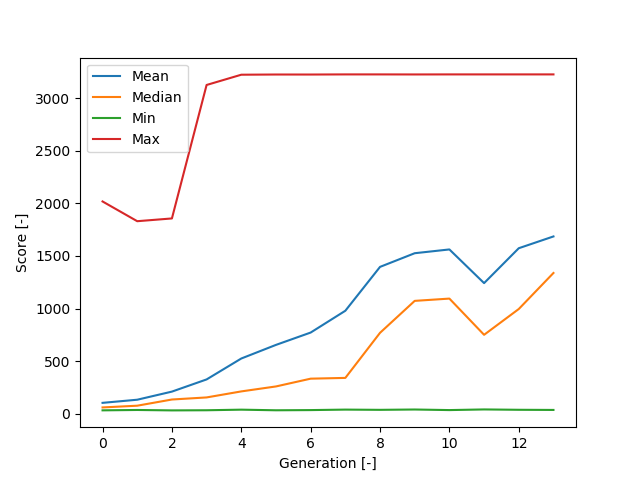 Mean
Median
Min
Max
3000
2500
2000
1500
1000
500
0
Score [-]
0 2 4 6 8 10 12
Generation [-]